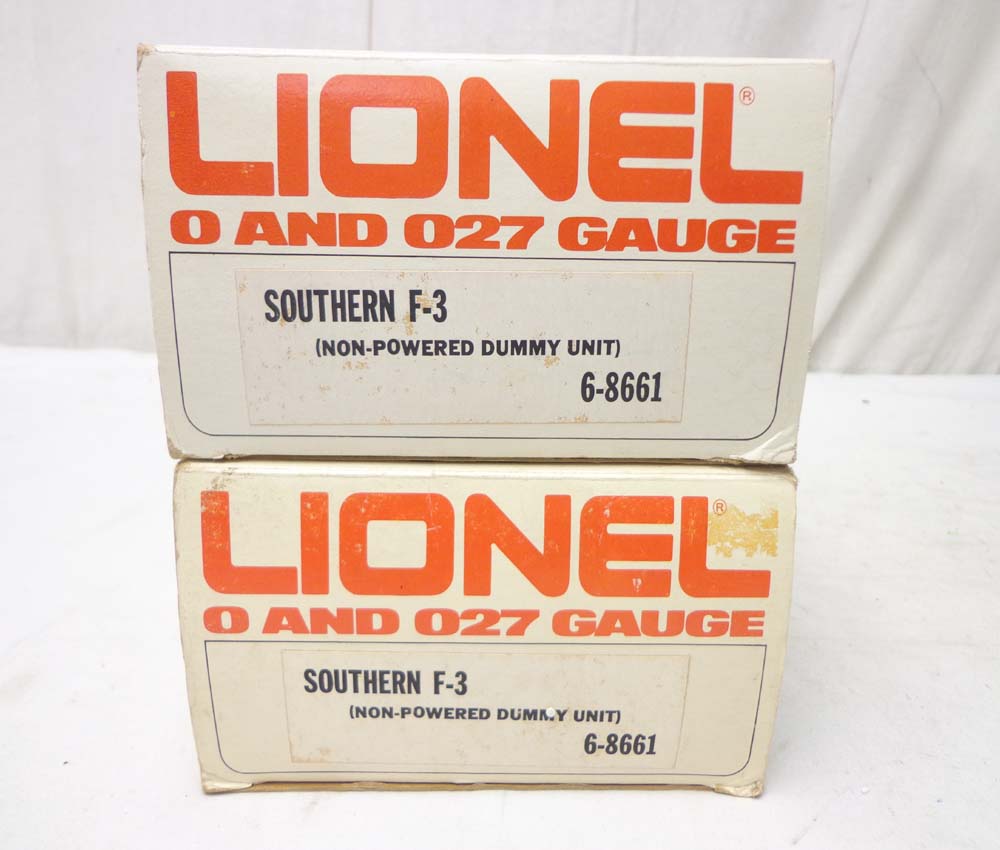 LIONEL®
O AND O27 GAUGE
SOUTHERN F-3
(NON-POWERED DUMMY UNIT)
6-8661
LIONEL®
O AND O27 GAUGE
SOUTHERN F-3
(NON-POWERED DUMMY UNIT)
6-8661